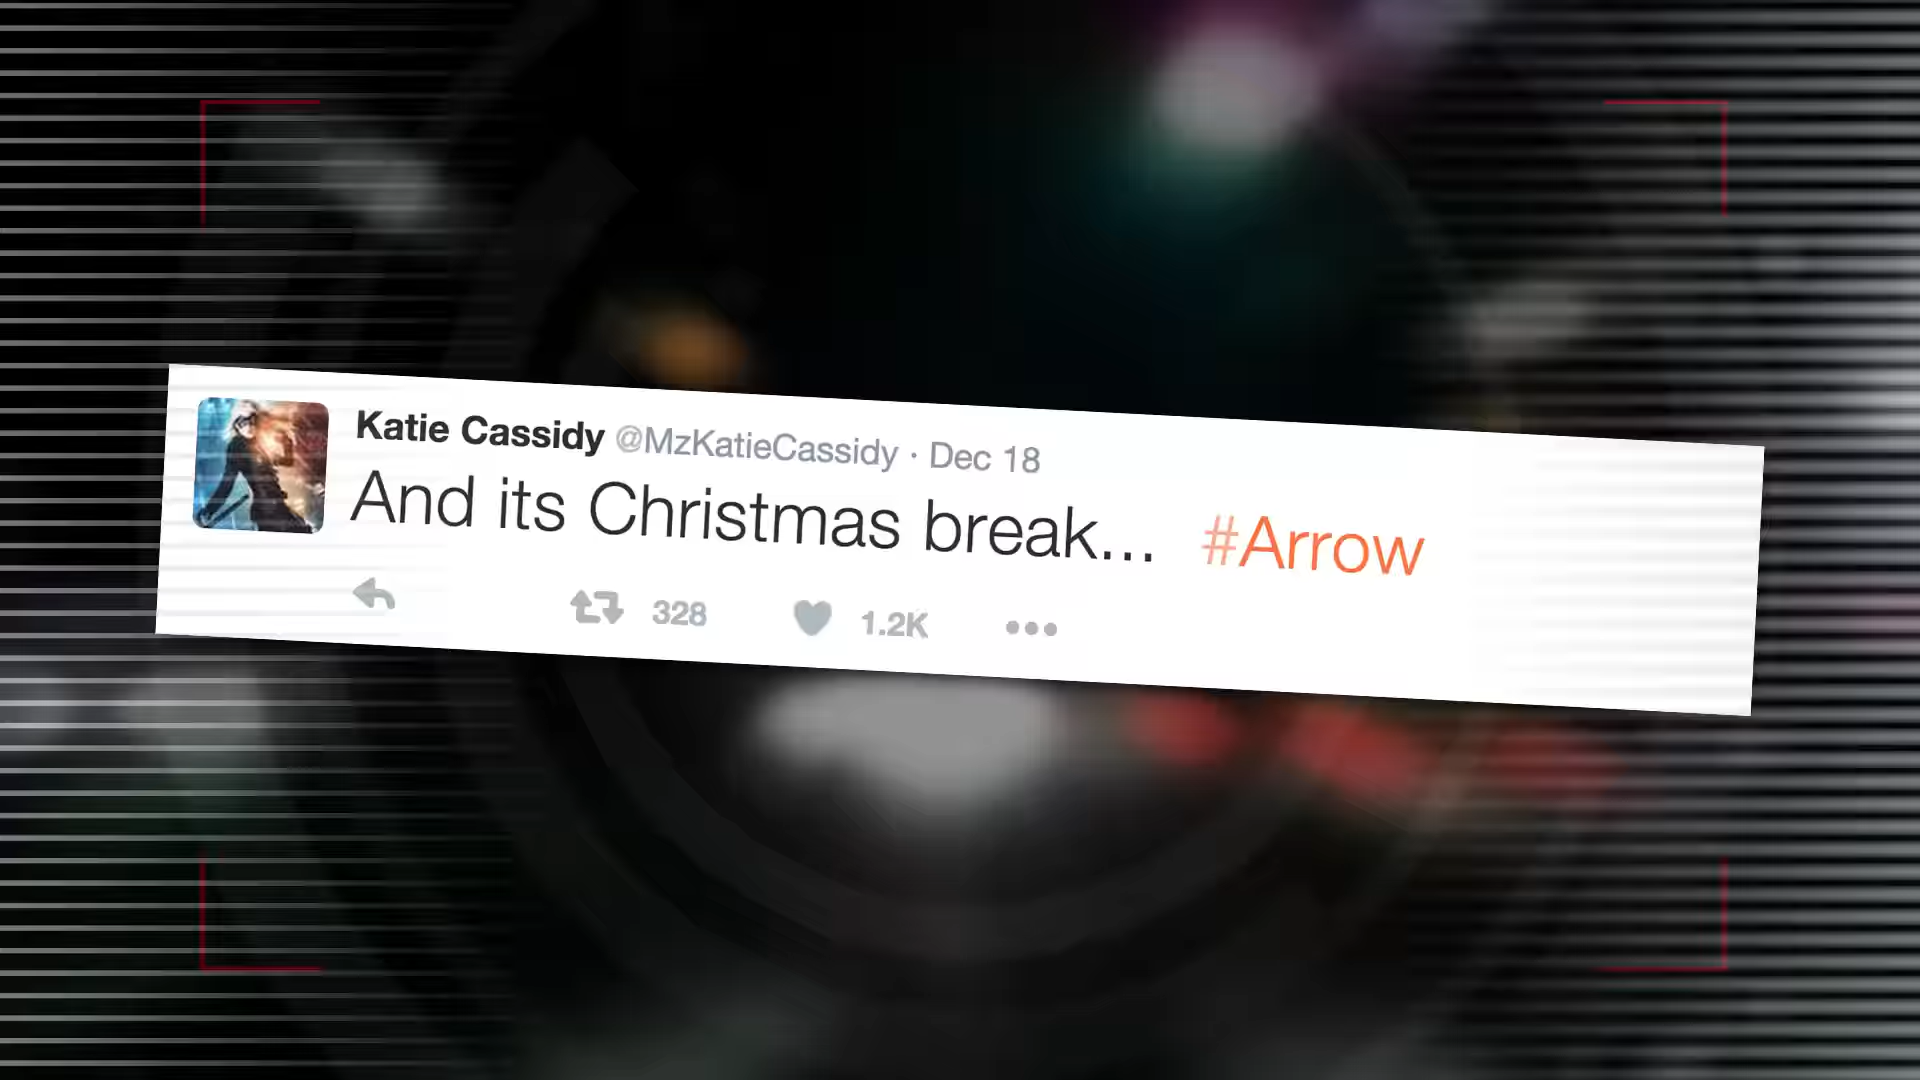 Katie Cassidy @MzKatieCassidy · Dec 18
And its Christmas break... #Arrow
328 1.2K